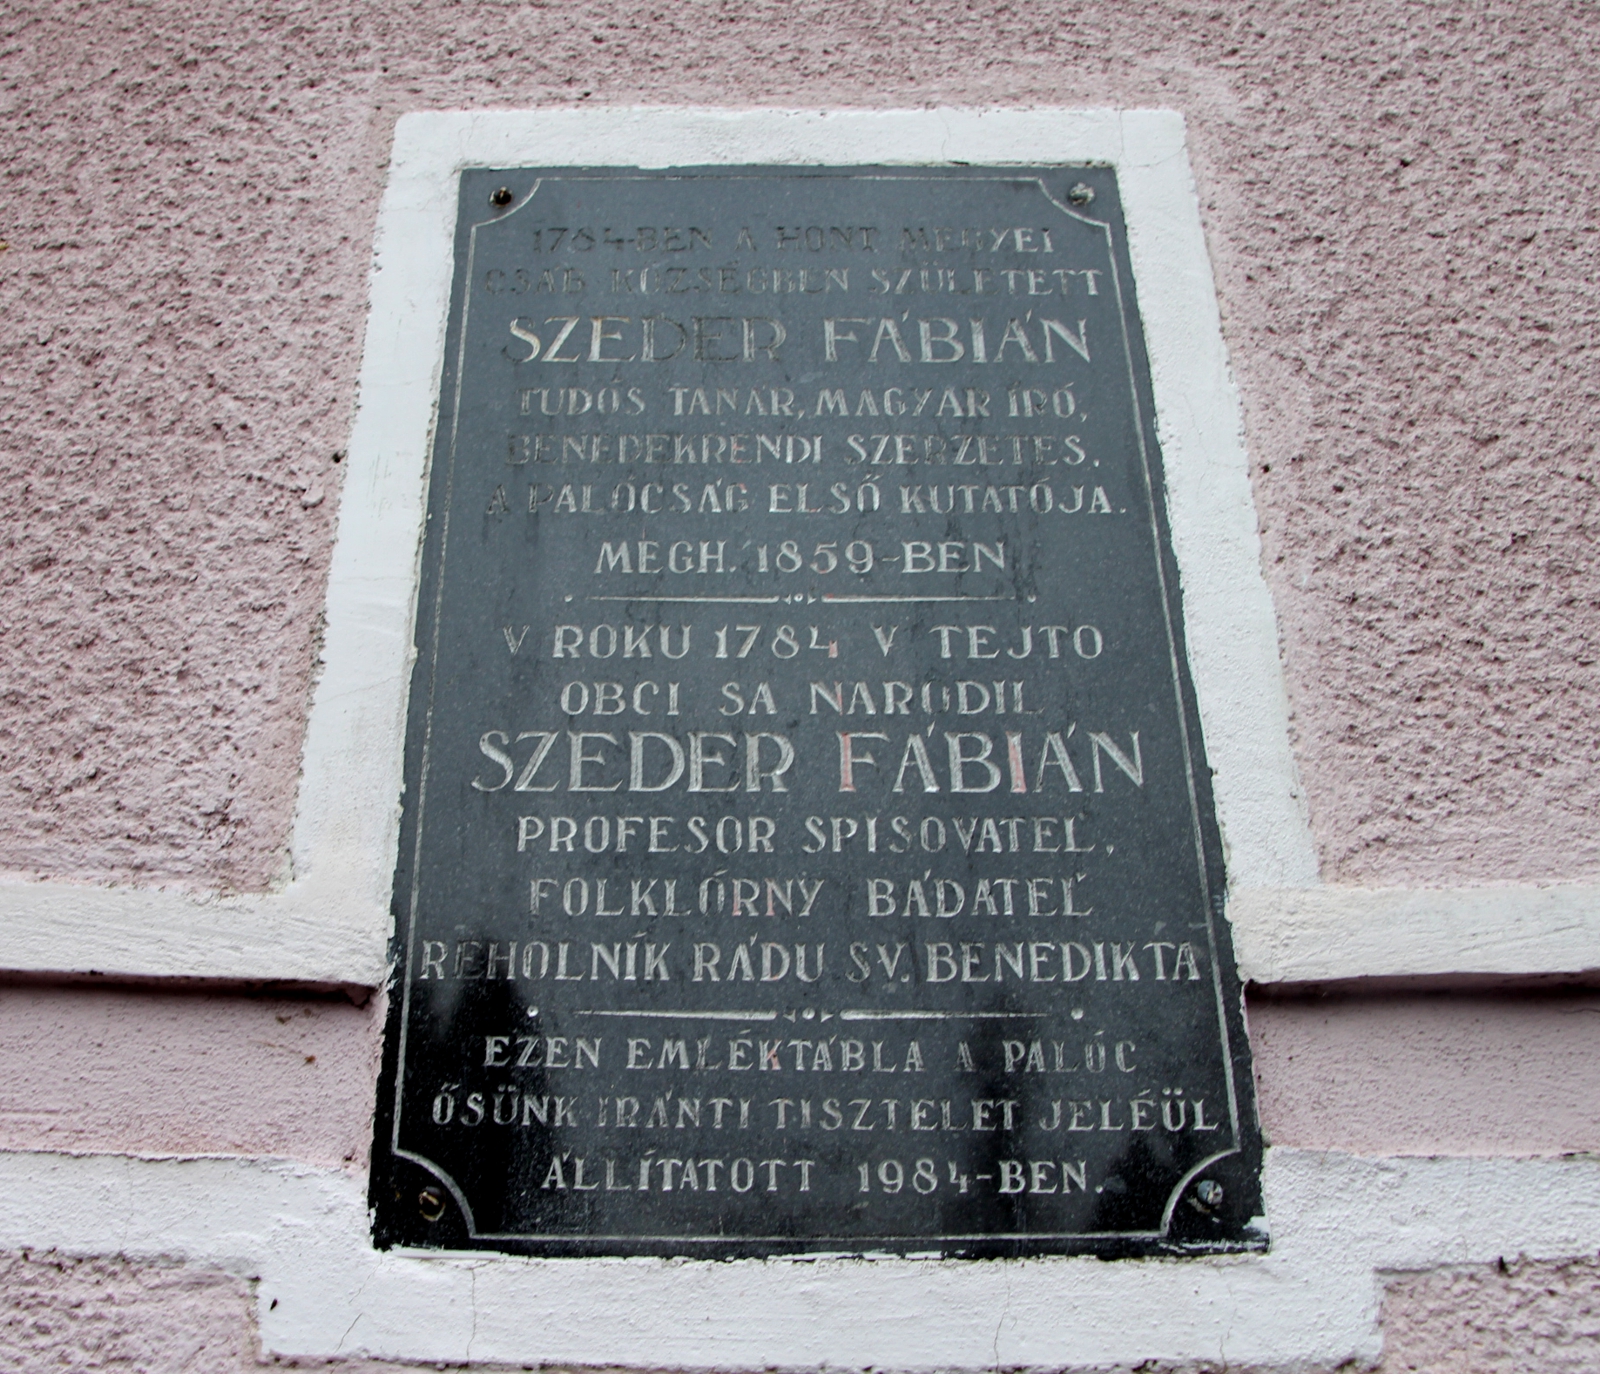 1784-BEN A HONT MEGYEI
CSAB KÖZSÉGBEN SZÜLETETT
SZEDER FÁBIÁN
TUDÓS TANÁR, MAGYAR ÍRÓ,
BENEDEKRENDI SZERZETES.
A PALÓCSÁG ELSŐ KUTATÓJA.
MEGH. 1859-BEN
V ROKU 1784 V TEJTO
OBCI SA NARODIL
SZEDER FÁBIÁN
PROFESOR SPISOVATEĽ,
FOLKLÓRNY BÁDATEĽ
REHOLNÍK RÁDU SV. BENEDIKTA
EZEN EMLÉKTÁBLA A PALÓC
ŐSÜNK IRÁNTI TISZTELET JELÉÜL
ÁLLÍTATOTT 1984-BEN.